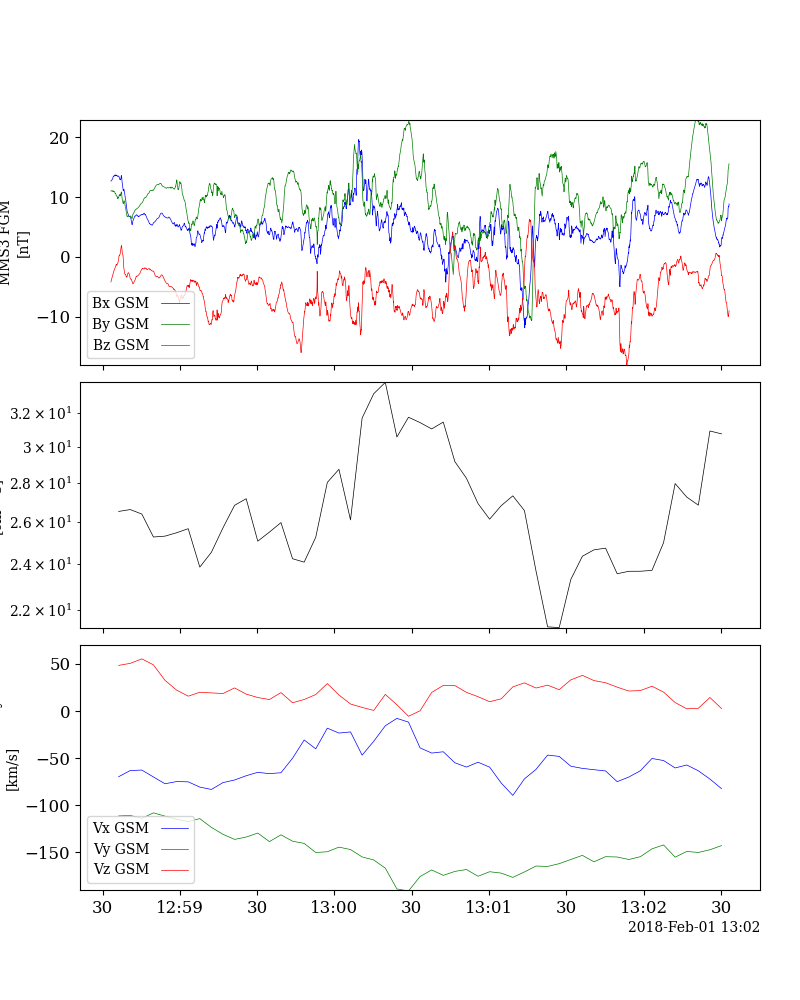 MMS3 FGM
[nT]
20
10
0
−10
Bx GSM
By GSM
Bz GSM
3.2 × 10¹
3 × 10¹
2.8 × 10¹
2.6 × 10¹
2.4 × 10¹
2.2 × 10¹
[km/s]
50
0
−50
−100
−150
Vx GSM
Vy GSM
Vz GSM
30 12:59 30 13:00 30 13:01 30 13:02 30
2018-Feb-01 13:02